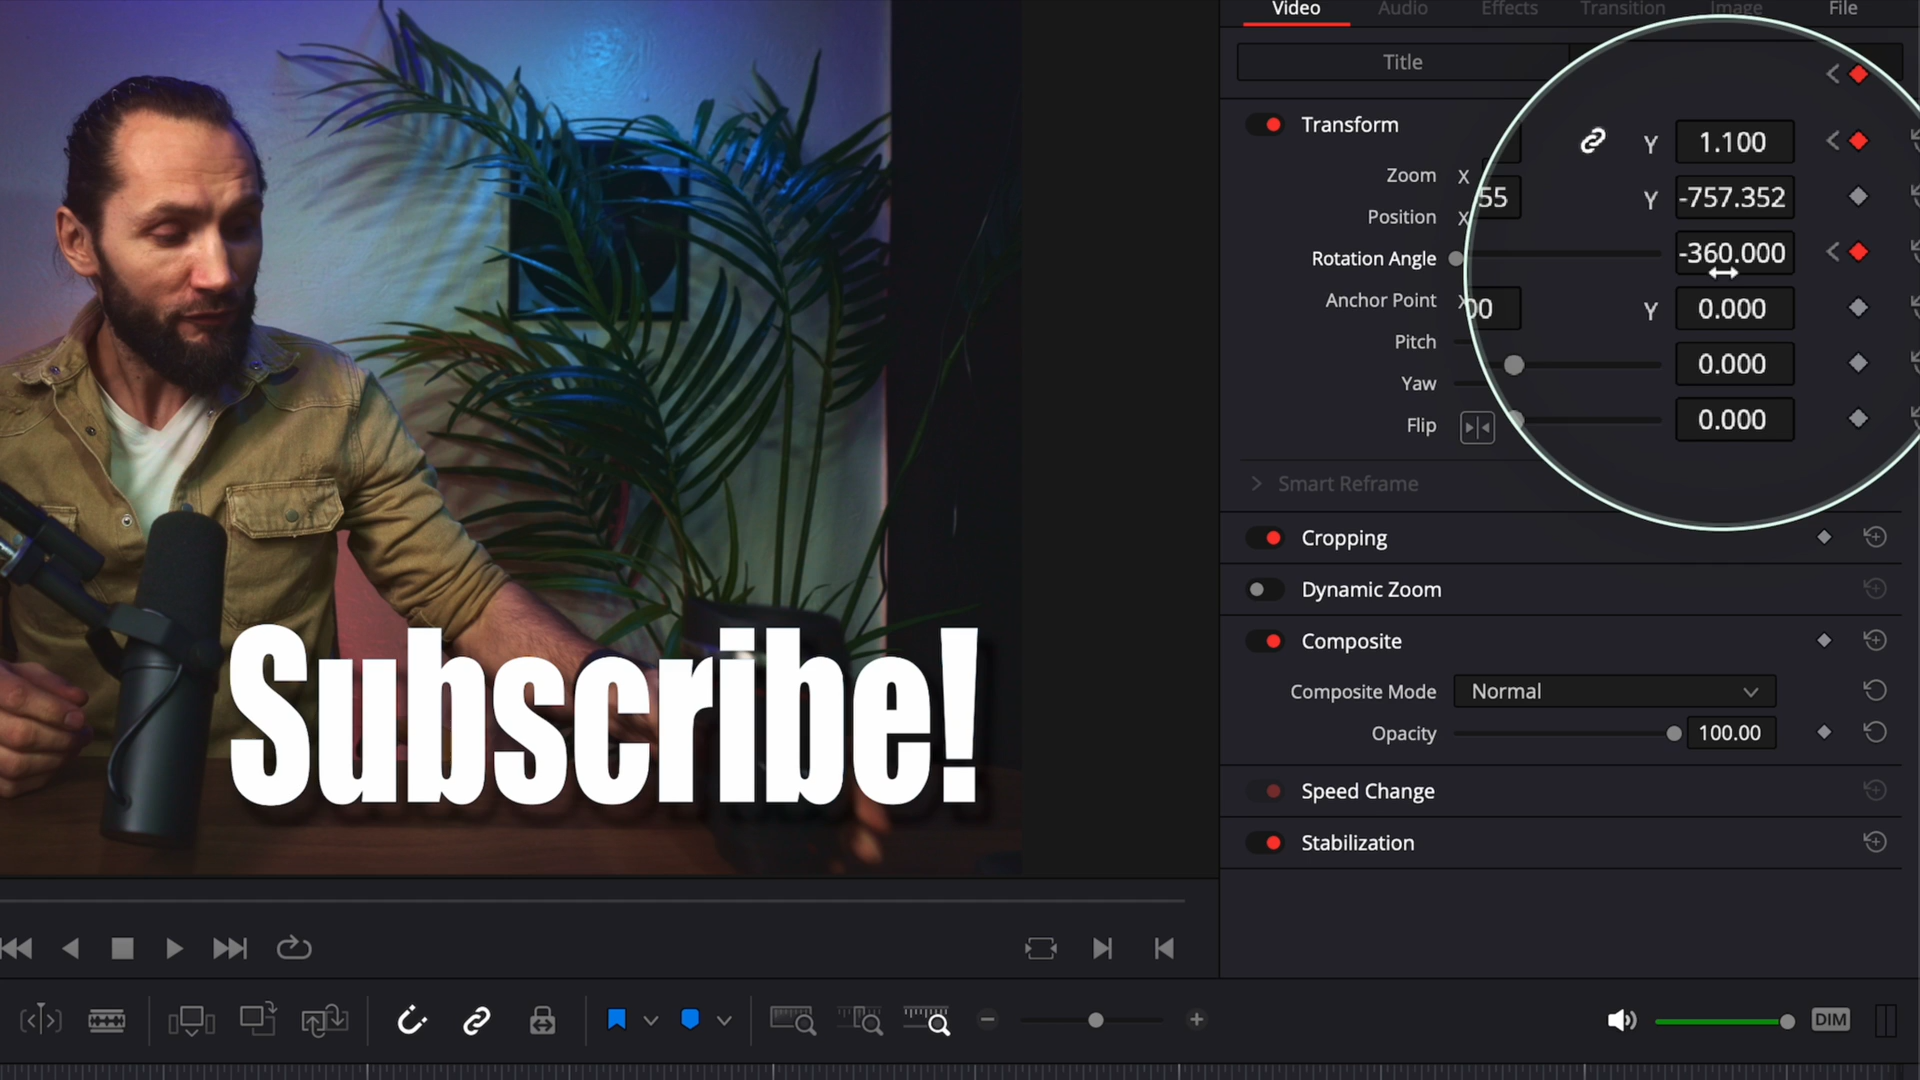 Video Audio Effects Transition Image File
Title
Transform
Y 1.100
Zoom X
55 Y -757.352
Position X
Rotation Angle -360.000
Anchor Point X 00 Y 0.000
Pitch 0.000
Yaw 0.000
Flip
Smart Reframe
Cropping
Dynamic Zoom
Composite
Composite Mode Normal
Opacity 100.00
Speed Change
Stabilization
Subscribe!
DIM